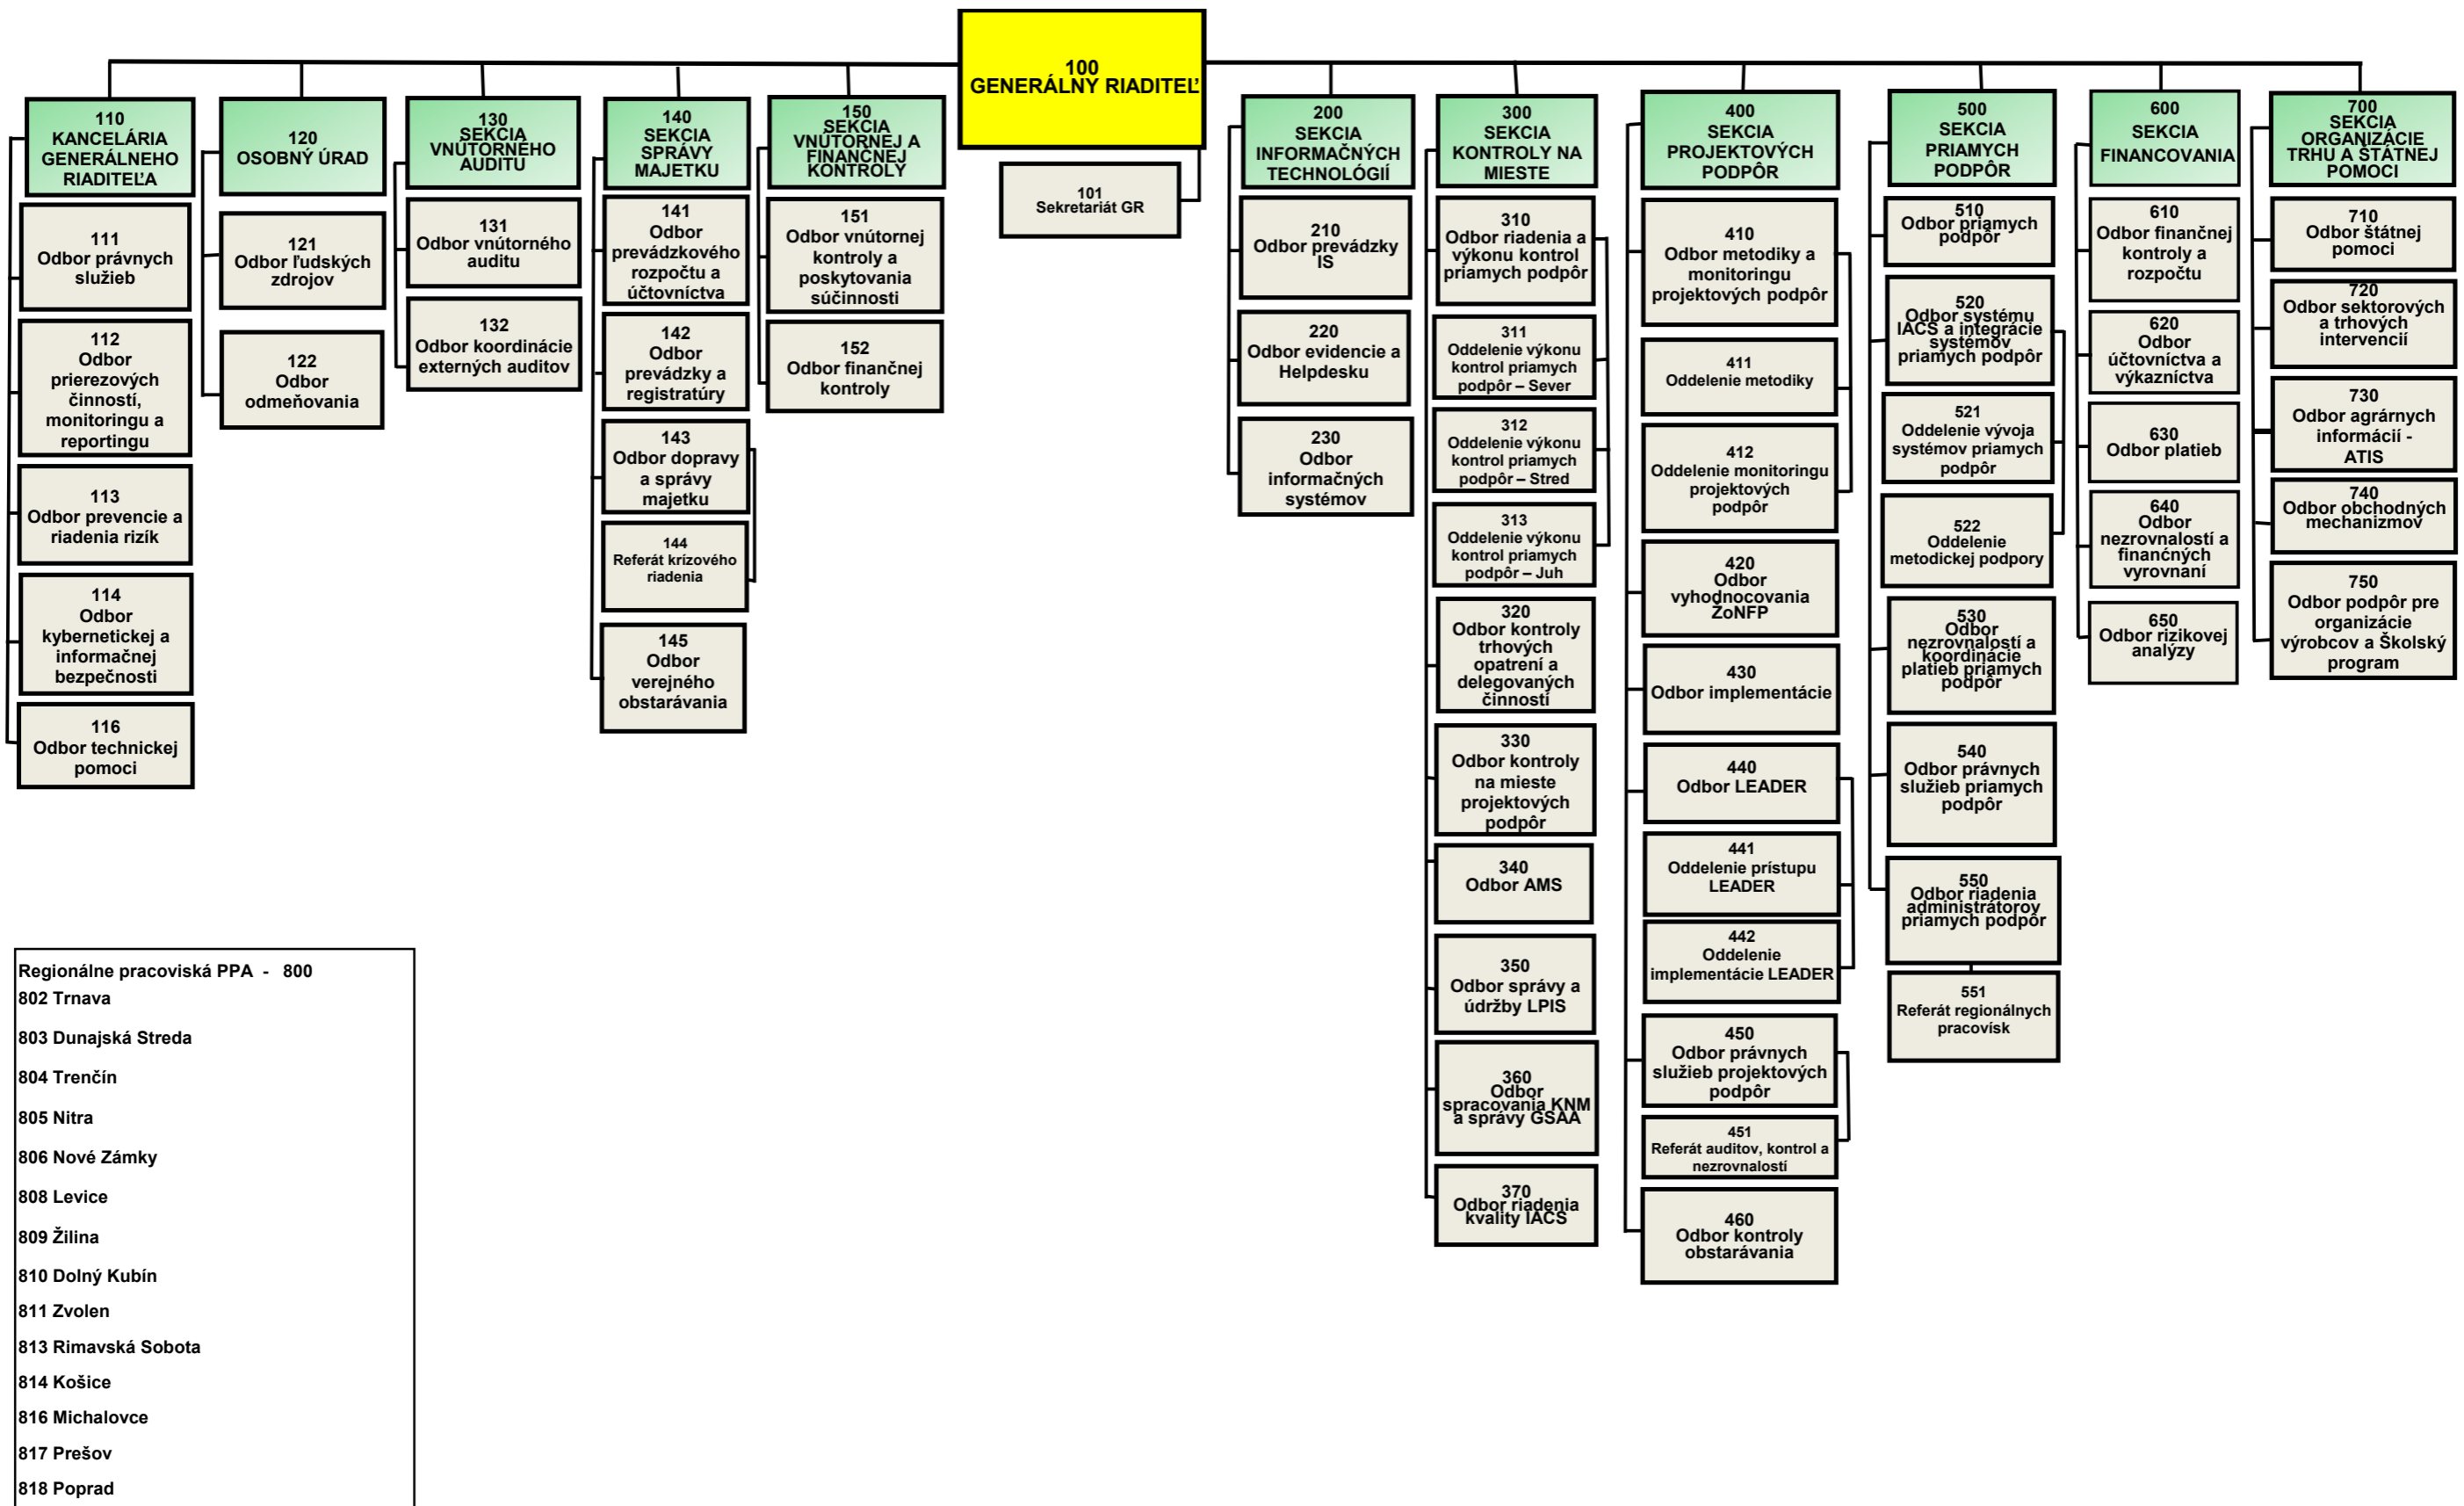 100
GENERÁLNY RIADITEĽ
101
Sekretariát GR
110
KANCELÁRIA
GENERÁLNEHO
RIADITEĽA
111
Odbor právnych
služieb
112
Odbor
prierezových
činností,
monitoringu a
reportingu
113
Odbor prevencie a
riadenia rizík
114
Odbor
kybernetickej a
informačnej
bezpečnosti
116
Odbor technickej
pomoci
120
OSOBNÝ ÚRAD
121
Odbor ľudských
zdrojov
122
Odbor
odmeňovania
130
SEKCIA
VNÚTORNÉHO
AUDITU
131
Odbor vnútorného
auditu
132
Odbor koordinácie
externých auditov
140
SEKCIA
SPRÁVY
MAJETKU
141
Odbor
prevádzkového
rozpočtu a
účtovníctva
142
Odbor
prevádzky a
registratúry
143
Odbor dopravy
a správy
majetku
144
Referát krízového
riadenia
145
Odbor
verejného
obstarávania
150
SEKCIA
VNÚTORNEJ A
FINANČNEJ
KONTROLY
151
Odbor vnútornej
kontroly a
poskytovania
súčinnosti
152
Odbor finančnej
kontroly
200
SEKCIA
INFORMAČNÝCH
TECHNOLÓGIÍ
210
Odbor prevádzky
IS
220
Odbor evidencie a
Helpdesku
230
Odbor
informačných
systémov
300
SEKCIA
KONTROLY NA
MIESTE
310
Odbor riadenia a
výkonu kontrol
priamych podpôr
311
Oddelenie výkonu
kontrol priamych
podpôr – Sever
312
Oddelenie výkonu
kontrol priamych
podpôr – Stred
313
Oddelenie výkonu
kontrol priamych
podpôr – Juh
320
Odbor kontroly
trhových
opatrení a
delegovaných
činností
330
Odbor kontroly
na mieste
projektových
podpôr
340
Odbor AMS
350
Odbor správy a
údržby LPIS
360
Odbor
spracovania KNM
a správy GSAA
370
Odbor riadenia
kvality IACS
400
SEKCIA
PROJEKTOVÝCH
PODPÔR
410
Odbor metodiky a
monitoringu
projektových podpôr
411
Oddelenie metodiky
412
Oddelenie monitoringu
projektových
podpôr
420
Odbor
vyhodnocovania
ŽoNFP
430
Odbor implementácie
440
Odbor LEADER
441
Oddelenie prístupu
LEADER
442
Oddelenie
implementácie LEADER
450
Odbor právnych
služieb projektových
podpôr
451
Referát auditov, kontrol a
nezrovnalostí
460
Odbor kontroly
obstarávania
500
SEKCIA
PRIAMYCH
PODPÔR
510
Odbor priamych
podpôr
520
Odbor systému
IACS a integrácie
systémov
priamych podpôr
521
Oddelenie vývoja
systémov priamych
podpôr
522
Oddelenie
metodickej podpory
530
Odbor
nezrovnalostí a
koordinácie
platieb priamych
podpôr
540
Odbor právnych
služieb priamych
podpôr
550
Odbor riadenia
administrátorov
priamych podpôr
551
Referát regionálnych
pracovísk
600
SEKCIA
FINANCOVANIA
610
Odbor finančnej
kontroly a
rozpočtu
620
Odbor
účtovníctva a
výkazníctva
630
Odbor platieb
640
Odbor
nezrovnalostí a
finančných
vyrovnaní
650
Odbor rizikovej
analýzy
700
SEKCIA
ORGANIZÁCIE
TRHU A ŠTÁTNEJ
POMOCI
710
Odbor štátnej
pomoci
720
Odbor sektorových
a trhových
intervencií
730
Odbor agrárnych
informácií -
ATIS
740
Odbor obchodných
mechanizmov
750
Odbor podpôr pre
organizácie
výrobcov a Školský
program
Regionálne pracoviská PPA - 800
802 Trnava
803 Dunajská Streda
804 Trenčín
805 Nitra
806 Nové Zámky
808 Levice
809 Žilina
810 Dolný Kubín
811 Zvolen
813 Rimavská Sobota
814 Košice
816 Michalovce
817 Prešov
818 Poprad